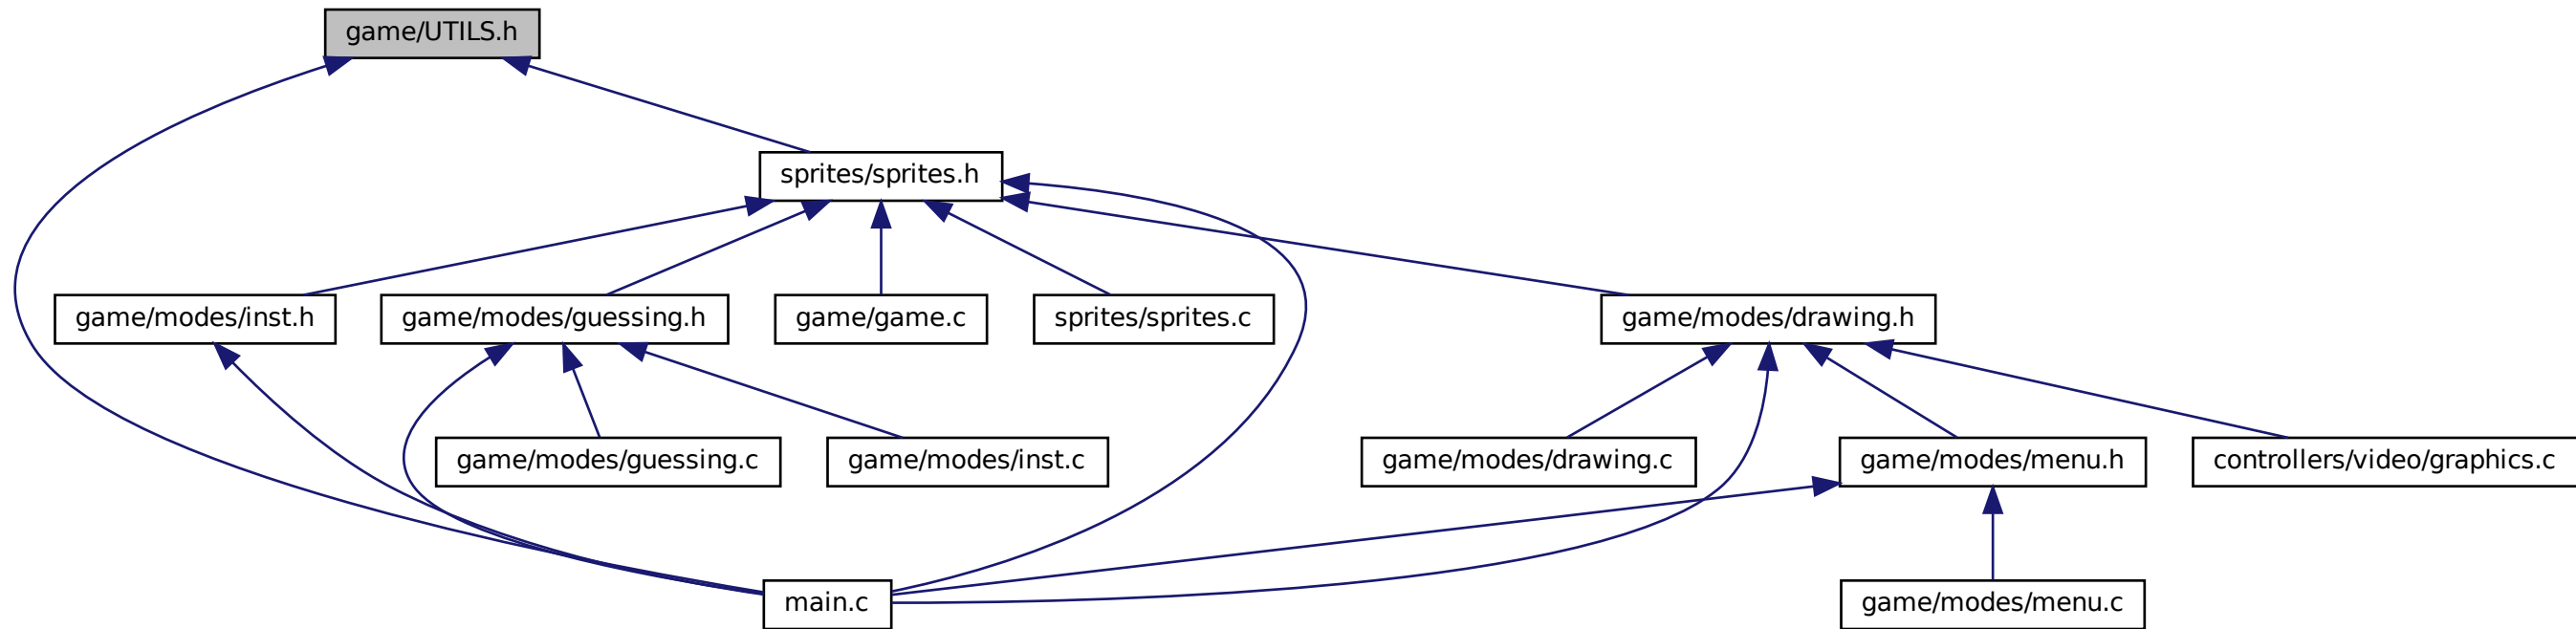 game/UTILS.h
sprites/sprites.h
game/modes/inst.h
game/modes/guessing.h
game/game.c
sprites/sprites.c
game/modes/drawing.h
game/modes/guessing.c
game/modes/inst.c
game/modes/drawing.c
game/modes/menu.h
controllers/video/graphics.c
main.c
game/modes/menu.c